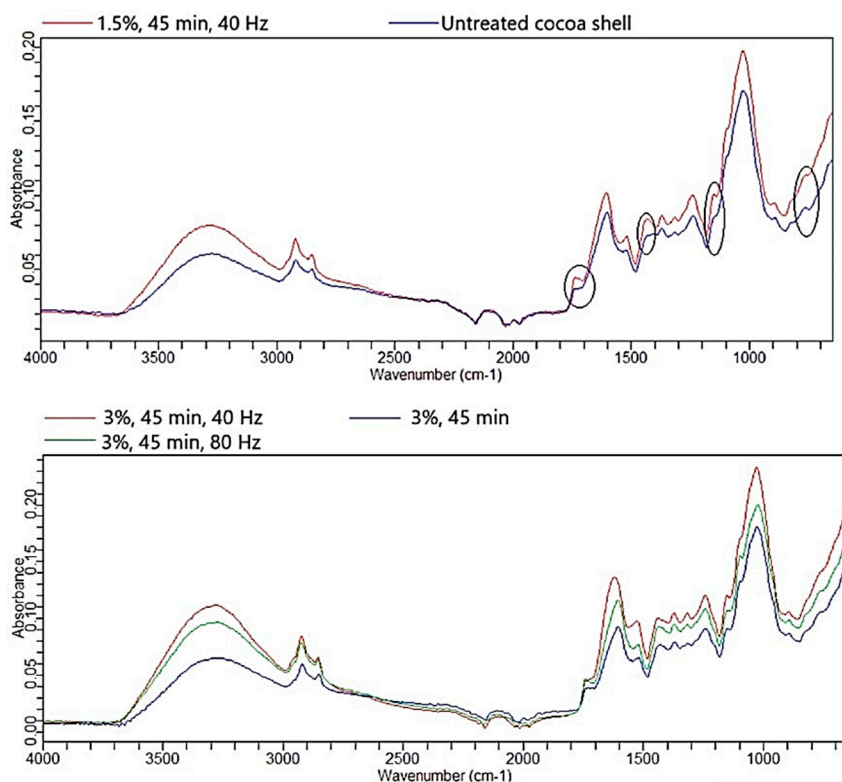 1.5%, 45 min, 40 Hz Untreated cocoa shell
0.20
0.15
0.10
0.05
Absorbance
4000 3500 3000 2500 2000 1500 1000
Wavenumber (cm-1)
3%, 45 min, 40 Hz 3%, 45 min
3%, 45 min, 80 Hz
0.20
0.15
0.10
0.05
0.00
Absorbance
4000 3500 3000 2500 2000 1500 1000
Wavenumber (cm-1)